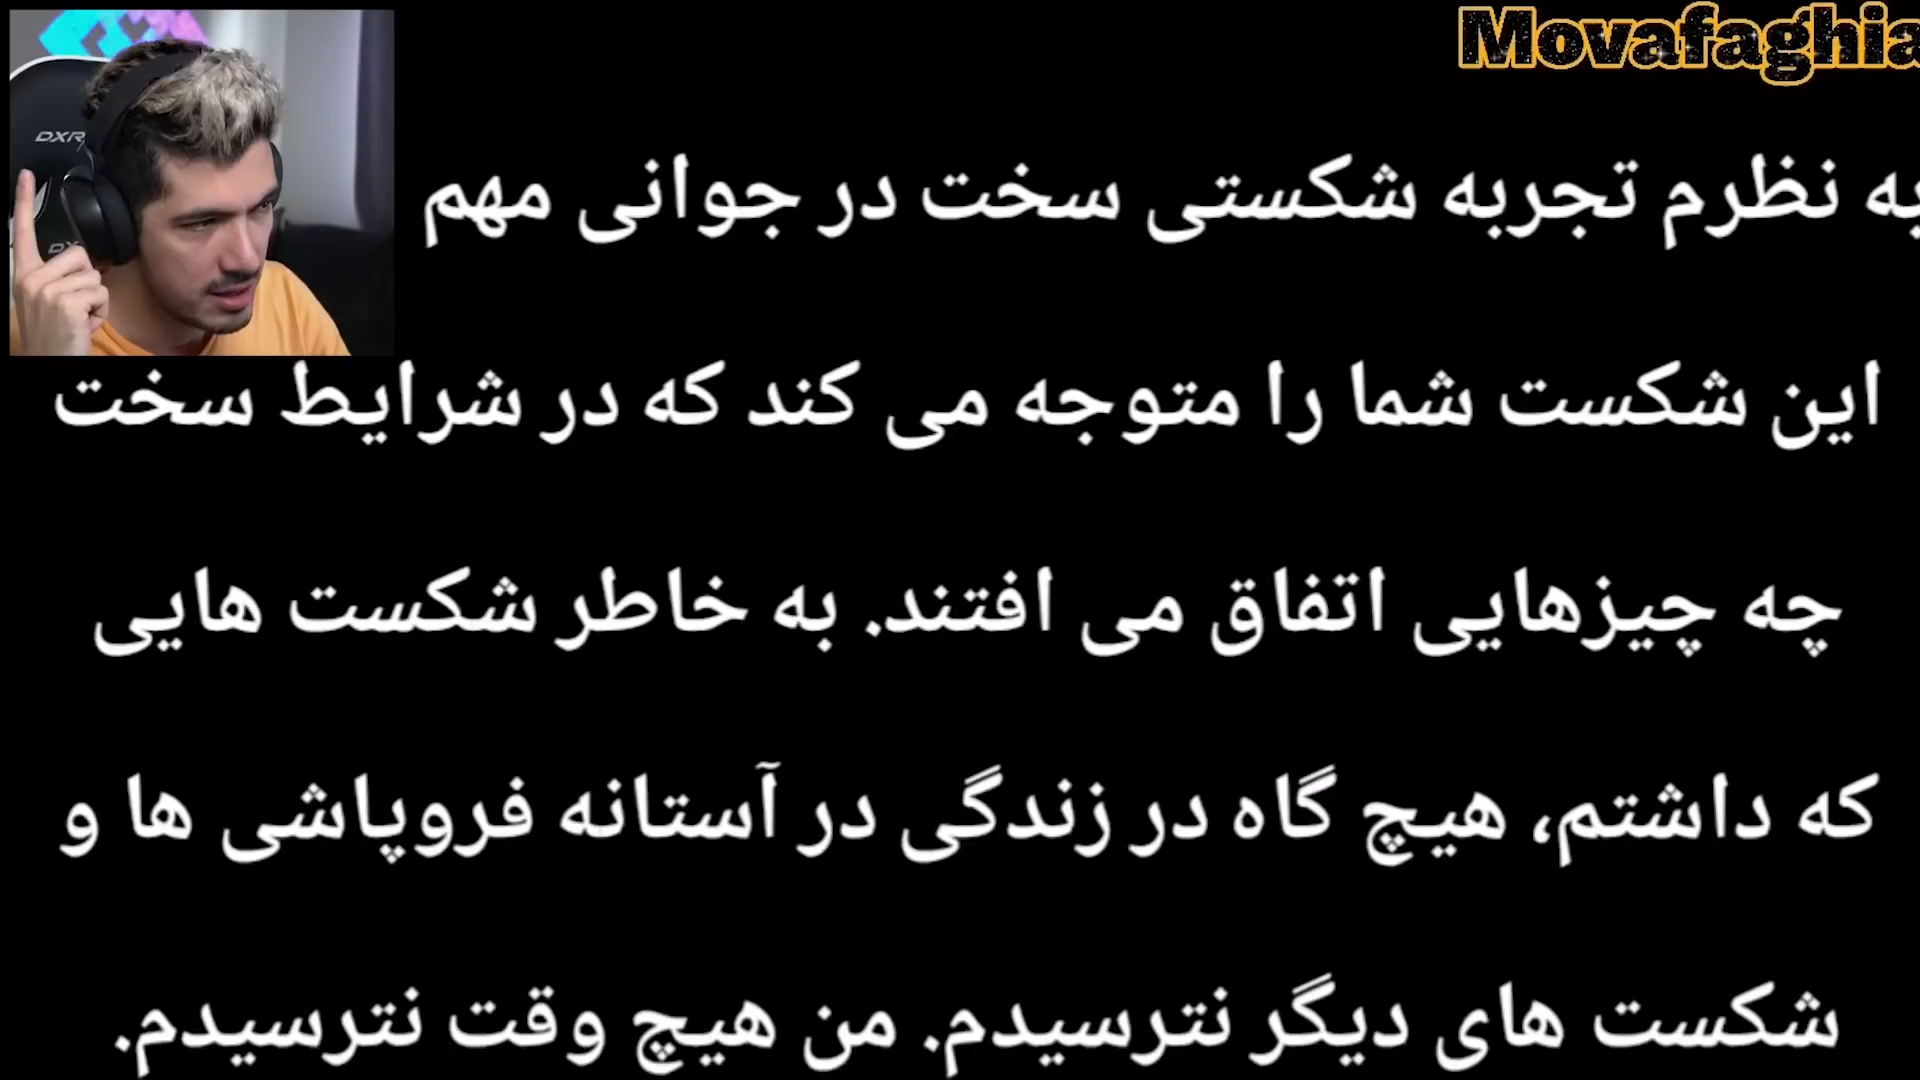 Movafaghia
به نظرم تجربه شکستی سخت در جوانی مهم
این شکست شما را متوجه می کند که در شرایط سخت
چه چیزهایی اتفاق می افتند. به خاطر شکست هایی
که داشتم، هیچ گاه در زندگی در آستانه فروپاشی ها و
شکست های دیگر نترسیدم. من هیچ وقت نترسیدم.
DXR
DX